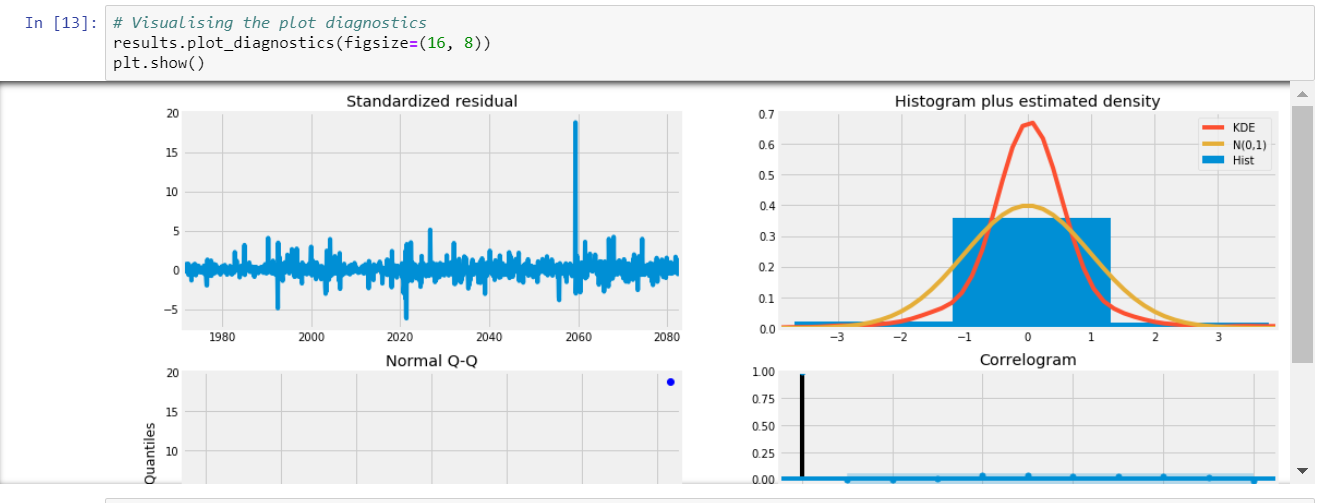 In [13]: # Visualising the plot diagnostics
results.plot_diagnostics(figsize=(16, 8))
plt.show()
Standardized residual
20
15
10
5
0
−5
1980 2000 2020 2040 2060 2080
Histogram plus estimated density
0.7
0.6
0.5
0.4
0.3
0.2
0.1
0.0
−3 −2 −1 0 1 2 3
KDE
N(0,1)
Hist
Normal Q-Q
20
15
10
Quantiles
Correlogram
1.00
0.75
0.50
0.25
0.00